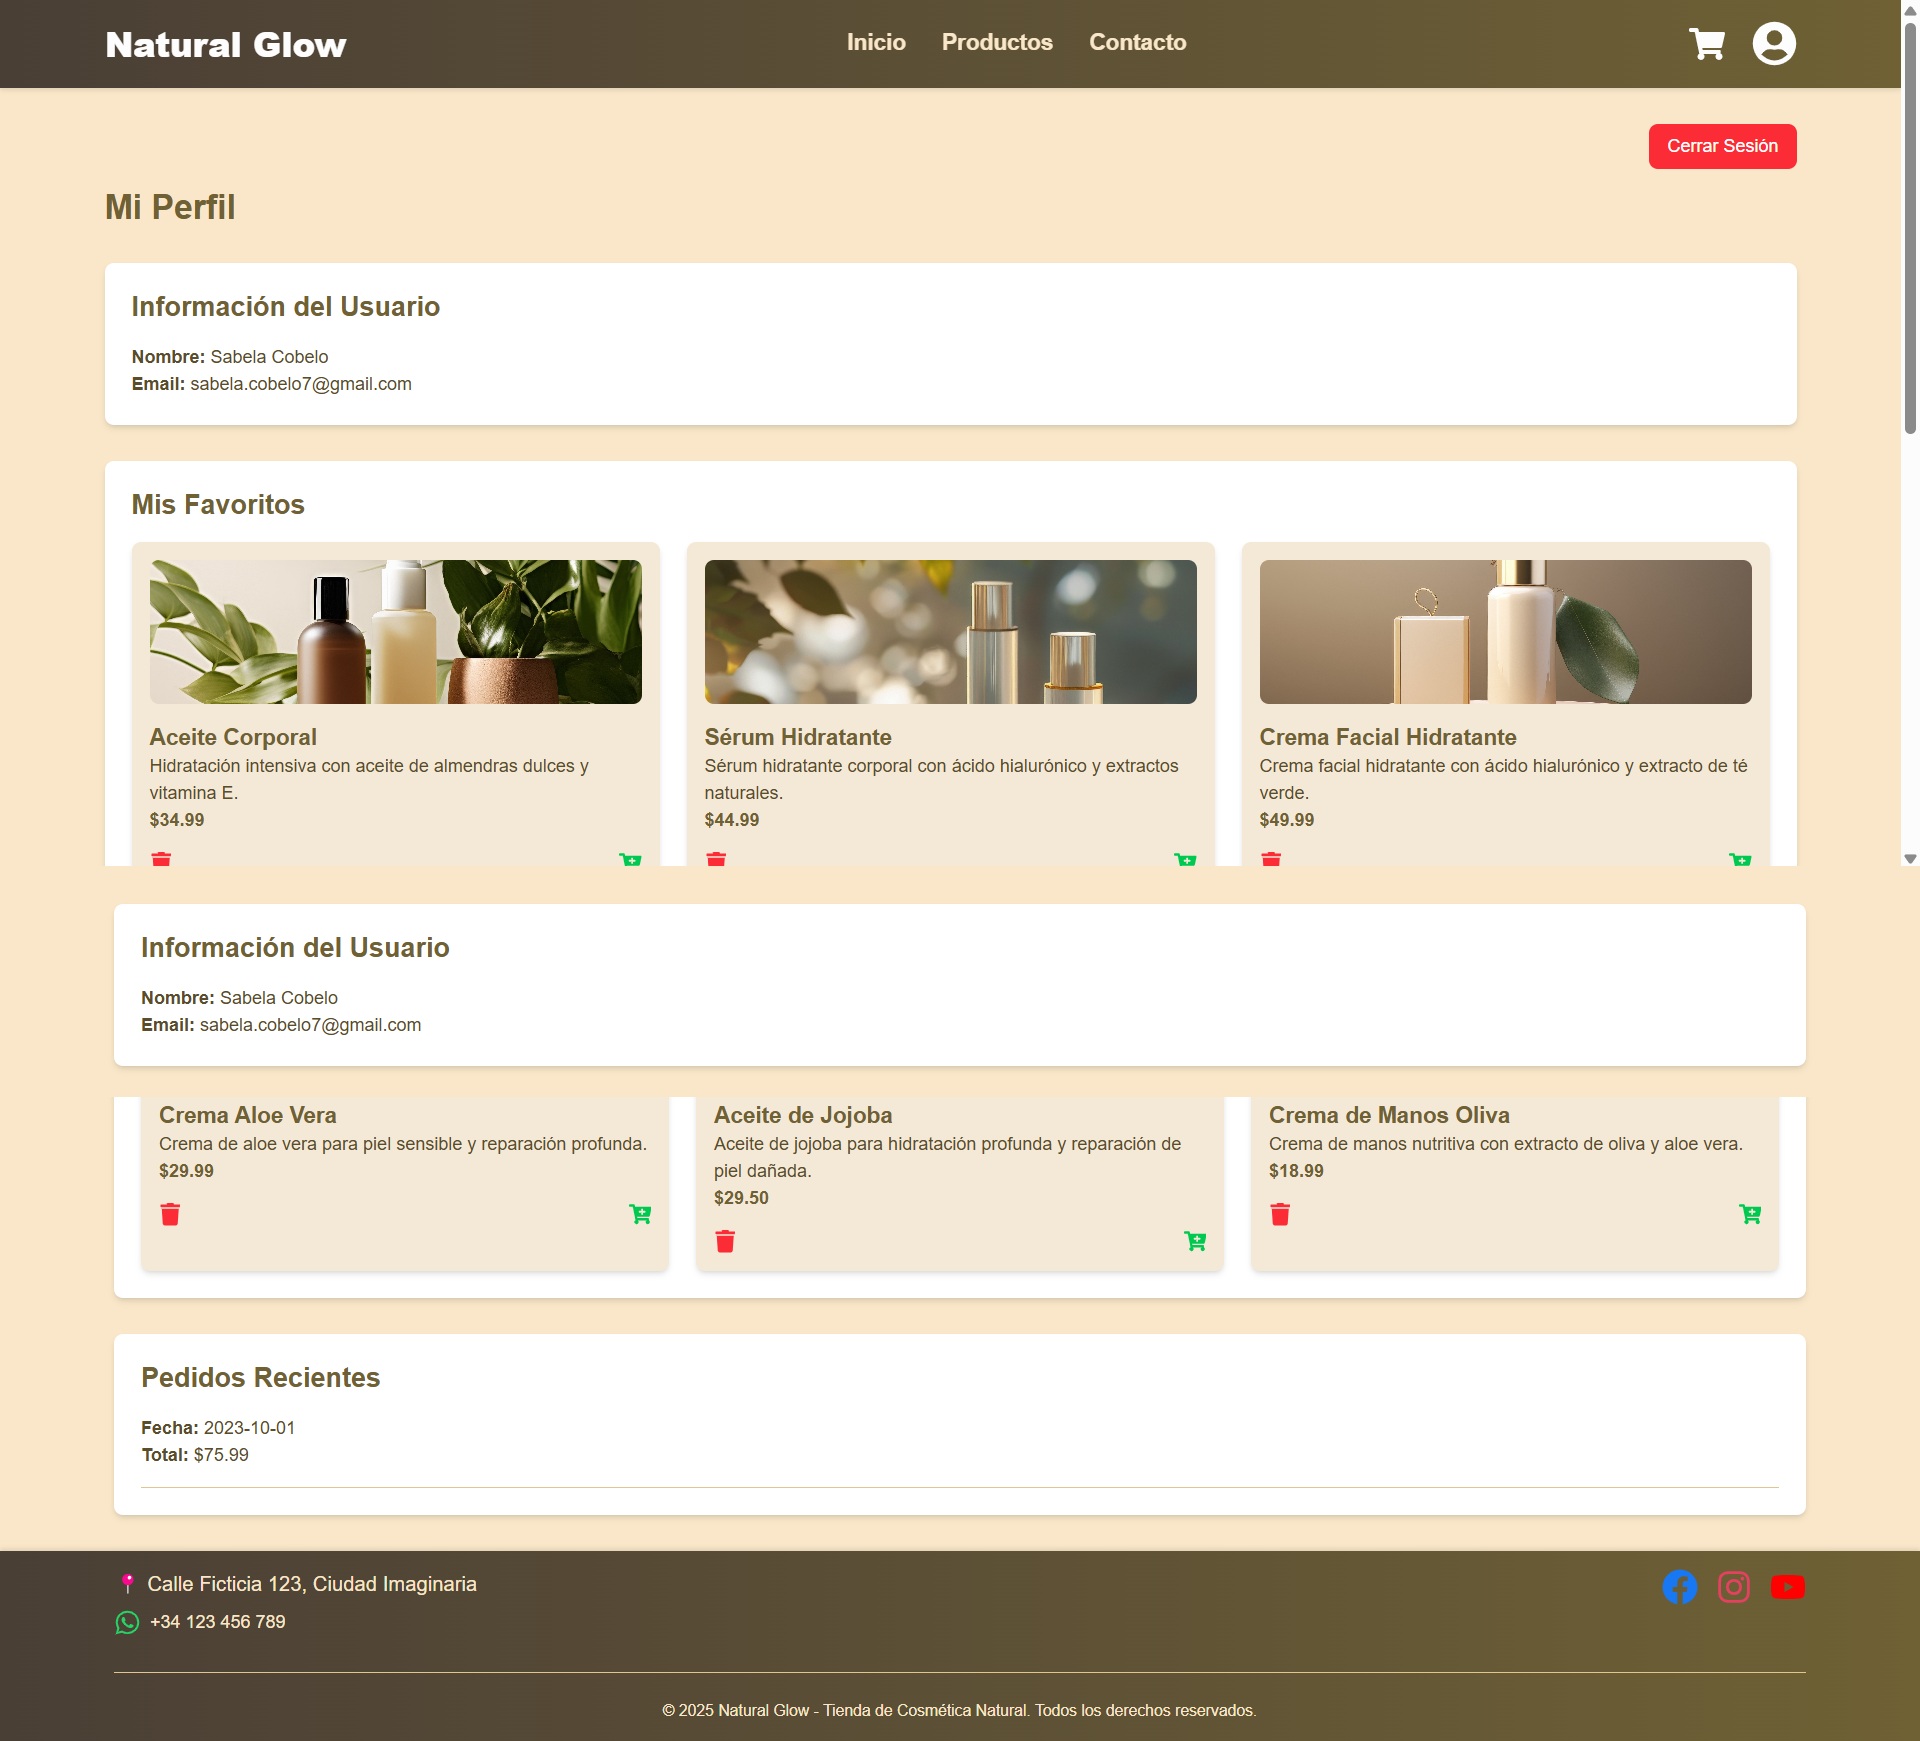 Natural Glow
Inicio
Productos
Contacto
Cerrar Sesión
Mi Perfil
Información del Usuario
Nombre: Sabela Cobelo
Email: sabela.cobelo7@gmail.com
Mis Favoritos
Aceite Corporal
Hidratación intensiva con aceite de almendras dulces y
vitamina E.
$34.99
Sérum Hidratante
Sérum hidratante corporal con ácido hialurónico y extractos
naturales.
$44.99
Crema Facial Hidratante
Crema facial hidratante con ácido hialurónico y extracto de té
verde.
$49.99
Información del Usuario
Nombre: Sabela Cobelo
Email: sabela.cobelo7@gmail.com
Crema Aloe Vera
Crema de aloe vera para piel sensible y reparación profunda.
$29.99
Aceite de Jojoba
Aceite de jojoba para hidratación profunda y reparación de
piel dañada.
$29.50
Crema de Manos Oliva
Crema de manos nutritiva con extracto de oliva y aloe vera.
$18.99
Pedidos Recientes
Fecha: 2023-10-01
Total: $75.99
Calle Ficticia 123, Ciudad Imaginaria
+34 123 456 789
© 2025 Natural Glow - Tienda de Cosmética Natural. Todos los derechos reservados.